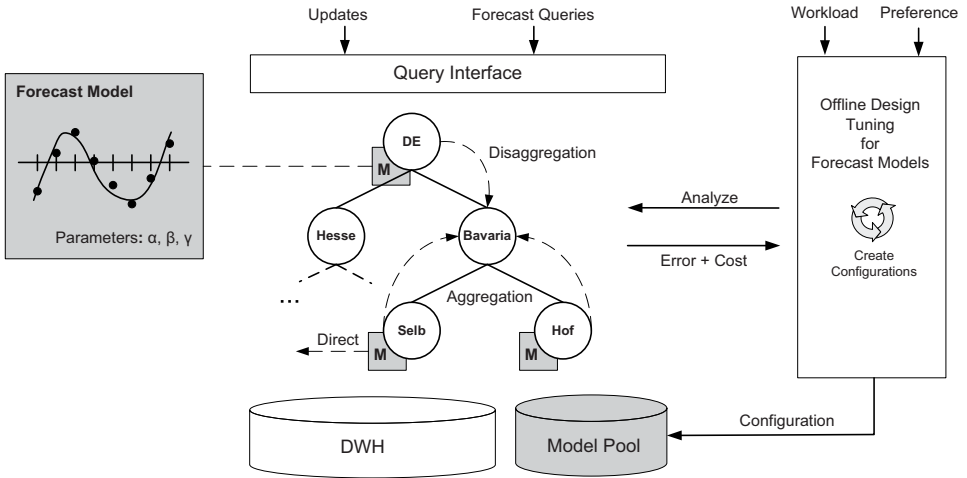 Updates
Forecast Queries
Workload
Preference
Query Interface
Forecast Model
Parameters: α, β, γ
DE
M
Disaggregation
Hesse
Bavaria
...
Aggregation
Selb
M
Hof
M
Direct
Offline Design
Tuning
for
Forecast Models
Create
Configurations
Analyze
Error + Cost
DWH
Model Pool
Configuration